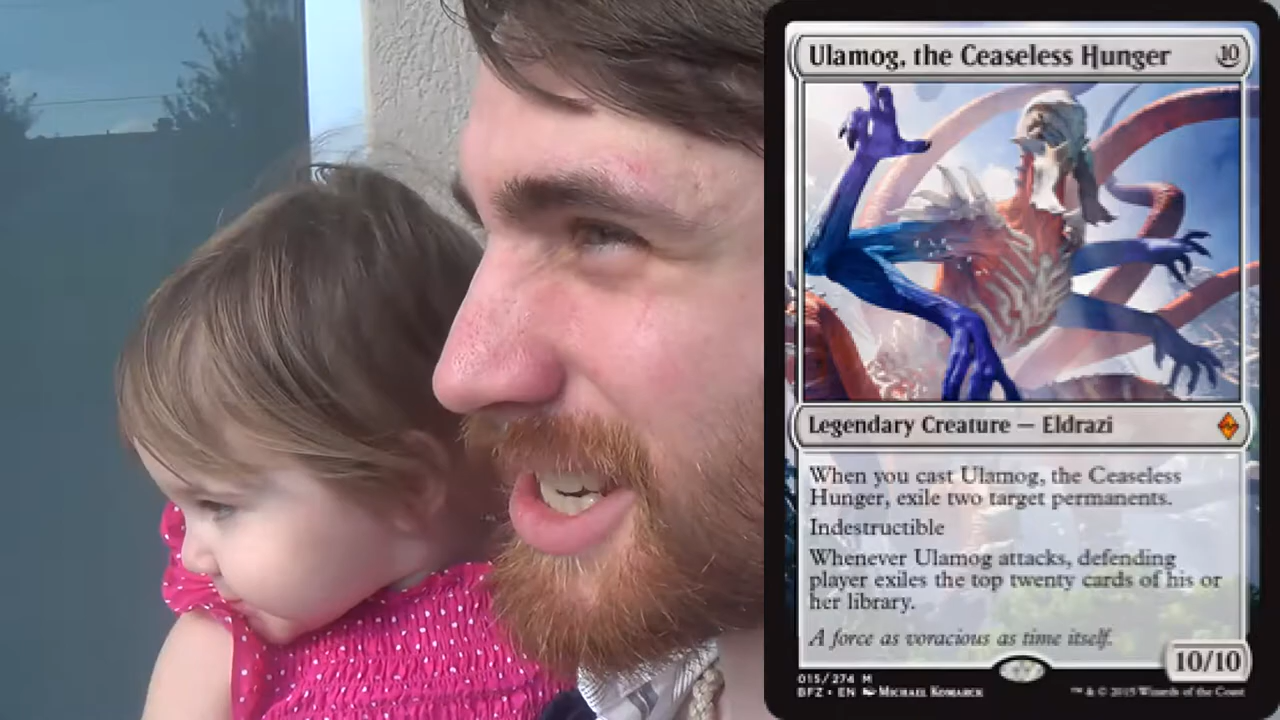 Ulamog, the Ceaseless Hunger 10
Legendary Creature — Eldrazi
When you cast Ulamog, the Ceaseless
Hunger, exile two target permanents.
Indestructible
Whenever Ulamog attacks, defending
player exiles the top twenty cards of his or
her library.
A force as voracious as time itself.
10/10
015/274 M
BFZ • EN Michael Komarck
™ & © 2015 Wizards of the Coast